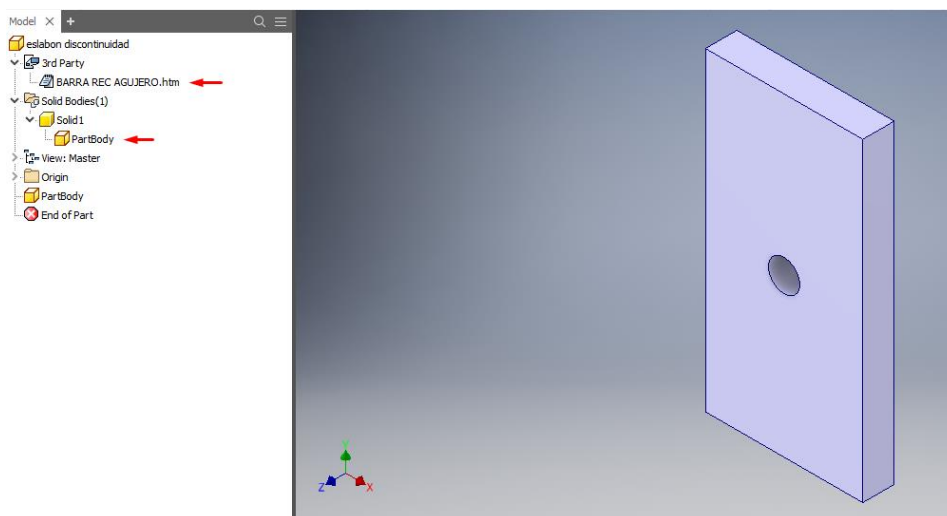 Model
eslabon discontinuidad
3rd Party
BARRA REC AGUJERO.htm
Solid Bodies(1)
Solid1
PartBody
View: Master
Origin
PartBody
End of Part
Y
Z
X